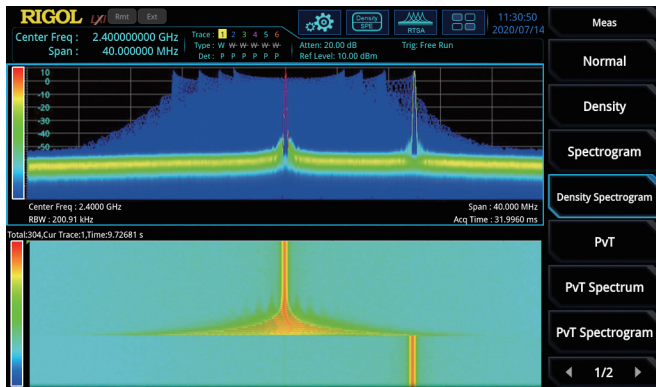 RIGOL LXI Rmt Ext
Density
SPE
RTSA
11:30:50
2020/07/14
Center Freq : 2.400000000 GHz
Span : 40.000000 MHz
Trace : 1 2 3 4 5 6
Type : W W W W W W
Det : P P P P P P
Atten: 20.00 dB
Ref Level: 10.00 dBm
Trig: Free Run
10
0
-10
-20
-30
-40
-50
Center Freq : 2.4000 GHz
Span : 40.000 MHz
RBW : 200.91 kHz
Acq Time : 31.9960 ms
Total:304,Cur Trace:1,Time:9.72681 s
Meas
Normal
Density
Spectrogram
Density Spectrogram
PvT
PvT Spectrum
PvT Spectrogram
1/2